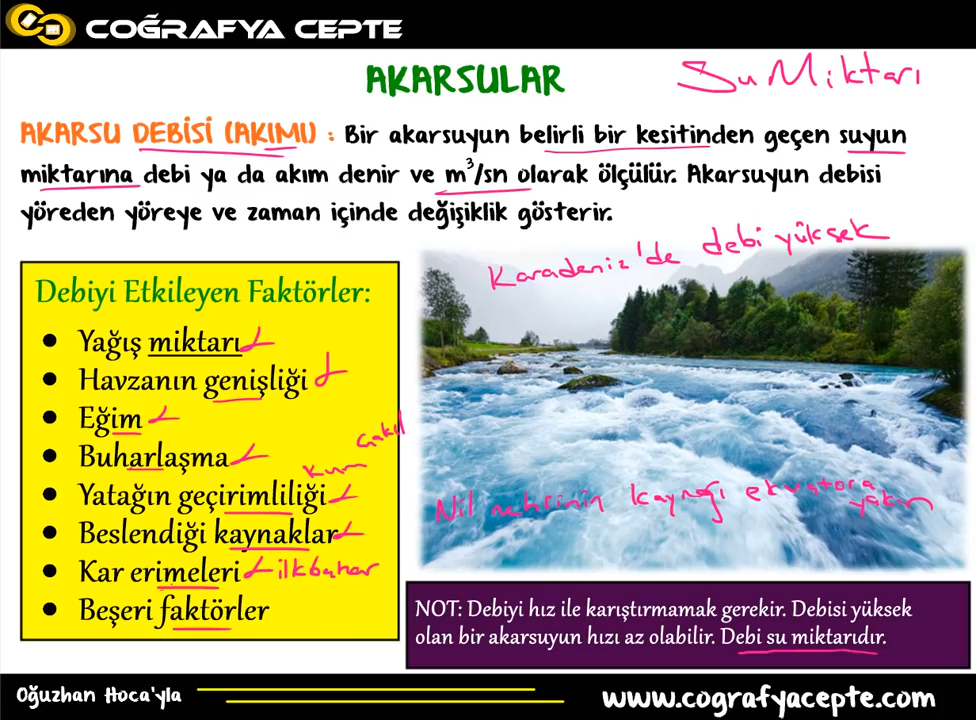 COĞRAFYA CEPTE
AKARSULAR
Su Miktarı
AKARSU DEBİSİ (AKIMI) : Bir akarsuyun belirli bir kesitinden geçen suyun
miktarına debi ya da akım denir ve m³/sn olarak ölçülür. Akarsuyun debisi
yöreden yöreye ve zaman içinde değişiklik gösterir.
Karadeniz'de debi yüksek
Debiyi Etkileyen Faktörler:
• Yağış miktarı
• Havzanın genişliği
• Eğim
• Buharlaşma
kum çakıl
• Yatağın geçirimliliği
• Beslendiği kaynaklar
• Kar erimeleri ilkbahar
• Beşeri faktörler
Nil nehrinin kaynağı ekvatora
yakın
NOT: Debiyi hız ile karıştırmamak gerekir. Debisi yüksek
olan bir akarsuyun hızı az olabilir. Debi su miktarıdır.
Oğuzhan Hoca'yla
www.cografyacepte.com